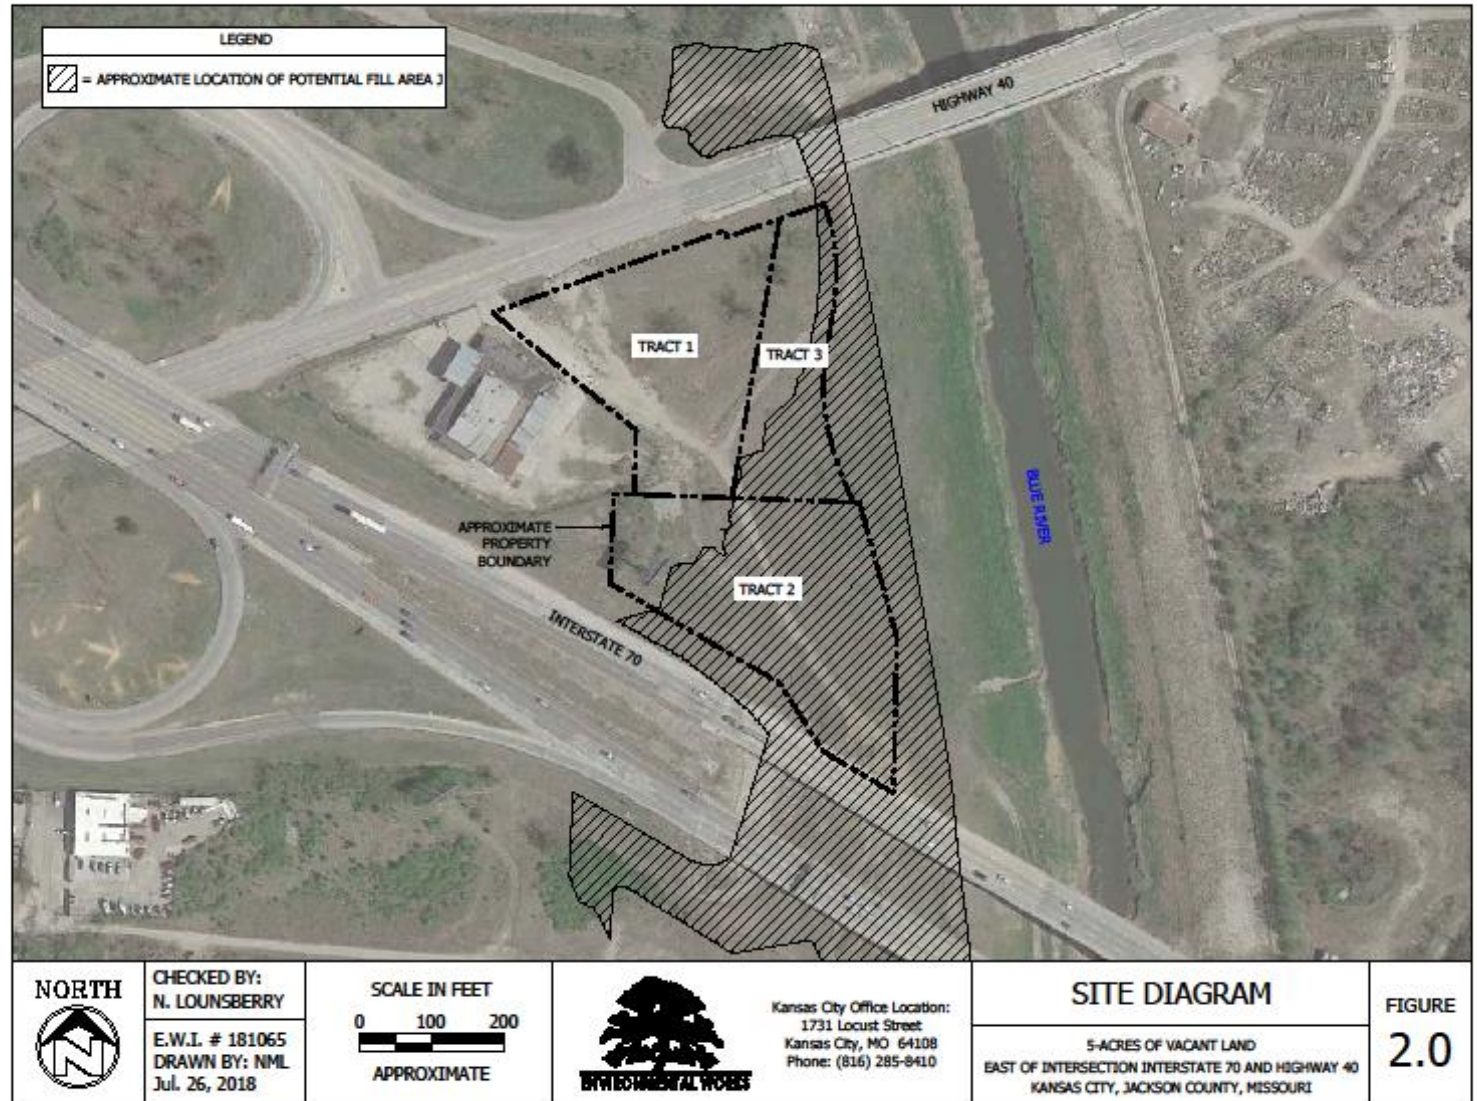 LEGEND
= APPROXIMATE LOCATION OF POTENTIAL FILL AREA J
HIGHWAY 40
TRACT 1
TRACT 3
BLUE RIVER
APPROXIMATE
PROPERTY
BOUNDARY
TRACT 2
INTERSTATE 70
NORTH
N
CHECKED BY:
N. LOUNSBERRY
E.W.I. # 181065
DRAWN BY: NML
Jul. 26, 2018
SCALE IN FEET
0 100 200
APPROXIMATE
ENVIRONMENTAL WORKS
Kansas City Office Location:
1731 Locust Street
Kansas City, MO 64108
Phone: (816) 285-8410
SITE DIAGRAM
5-ACRES OF VACANT LAND
EAST OF INTERSECTION INTERSTATE 70 AND HIGHWAY 40
KANSAS CITY, JACKSON COUNTY, MISSOURI
FIGURE
2.0